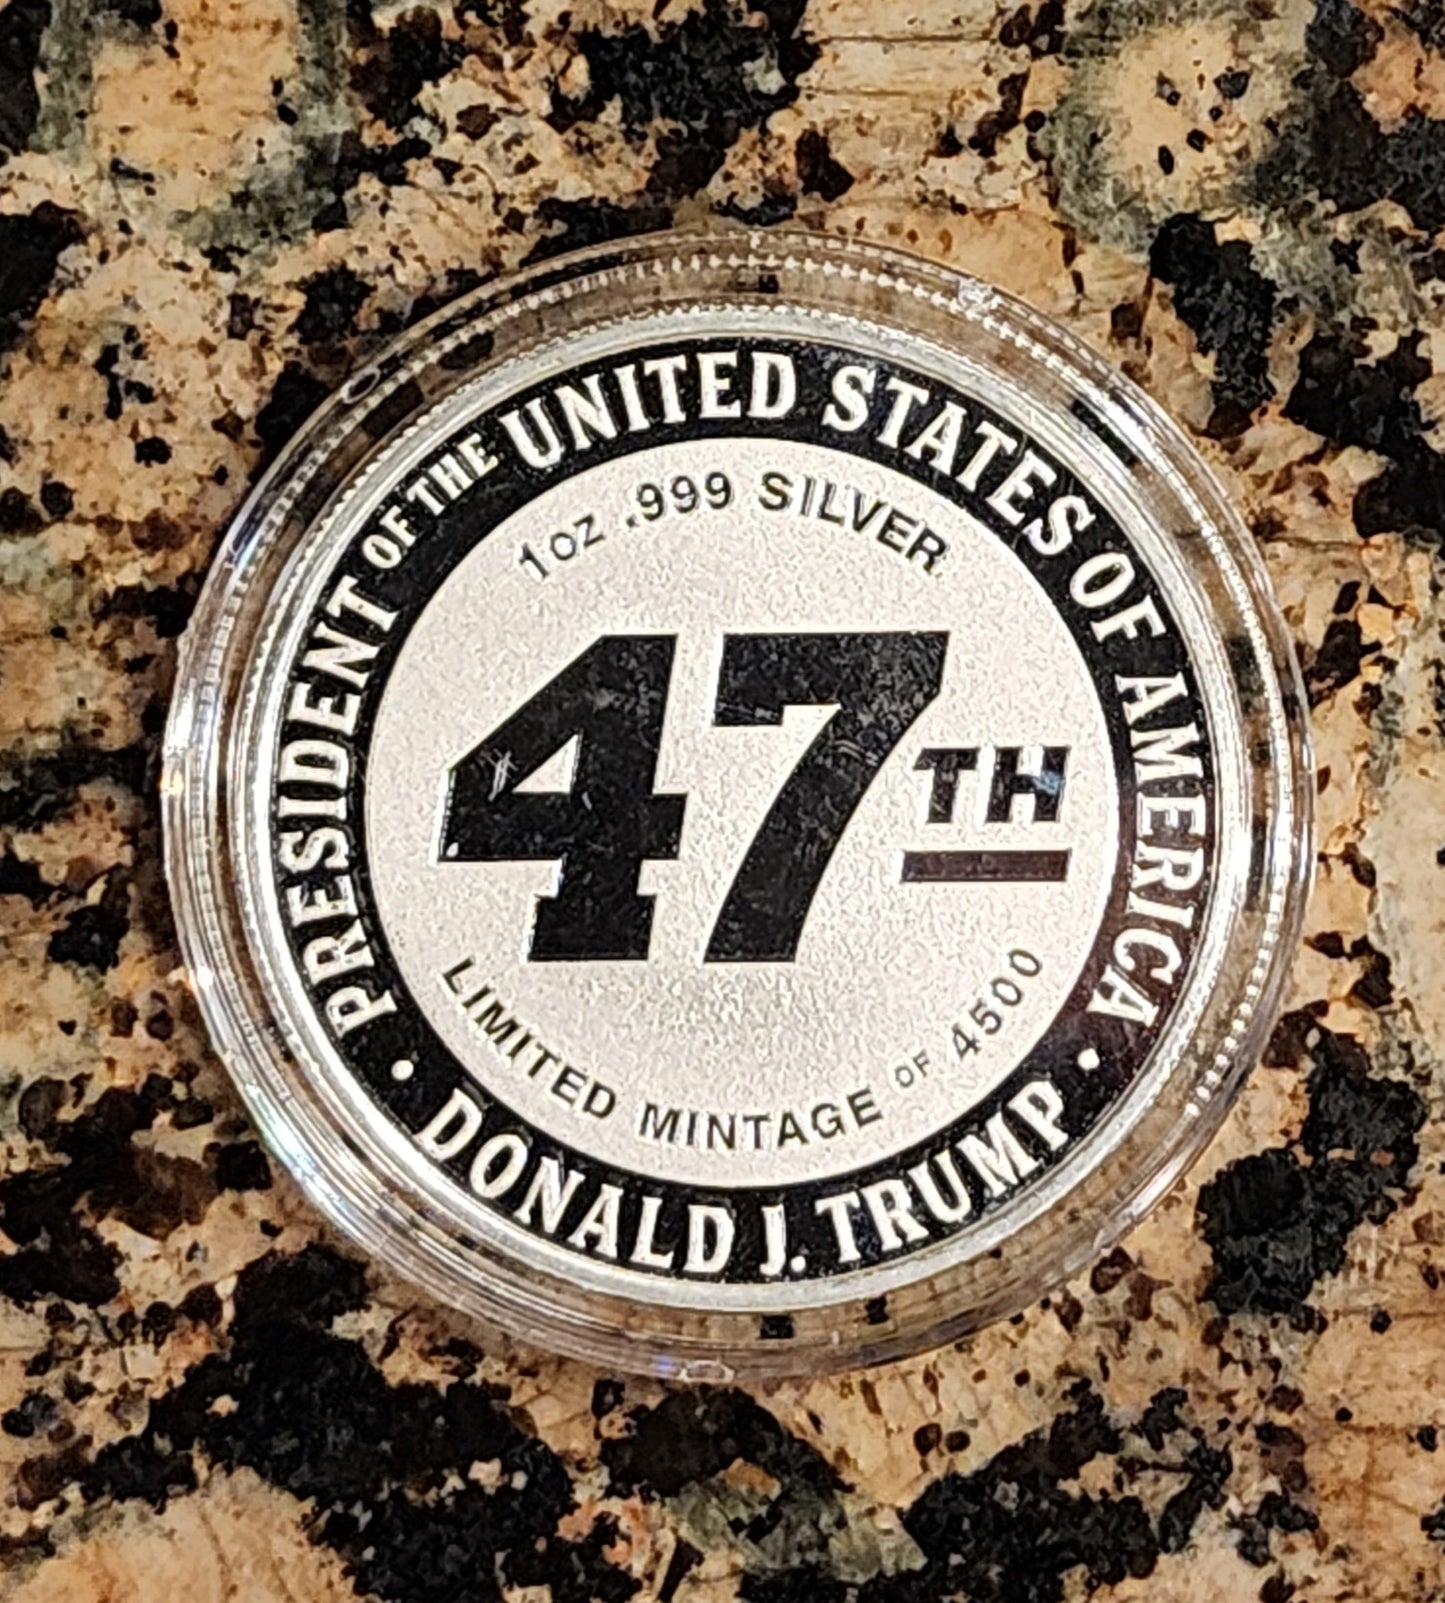 PRESIDENT OF THE UNITED STATES OF AMERICA
1oz .999 SILVER
47TH
LIMITED MINTAGE OF 4500
• DONALD J. TRUMP •